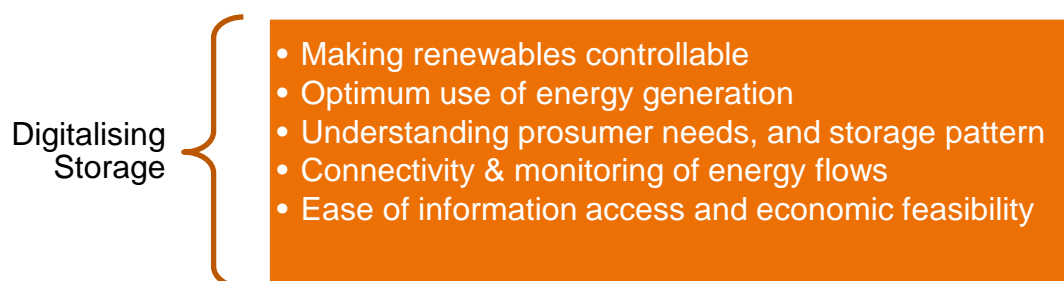 Digitalising
Storage
• Making renewables controllable
• Optimum use of energy generation
• Understanding prosumer needs, and storage pattern
• Connectivity & monitoring of energy flows
• Ease of information access and economic feasibility